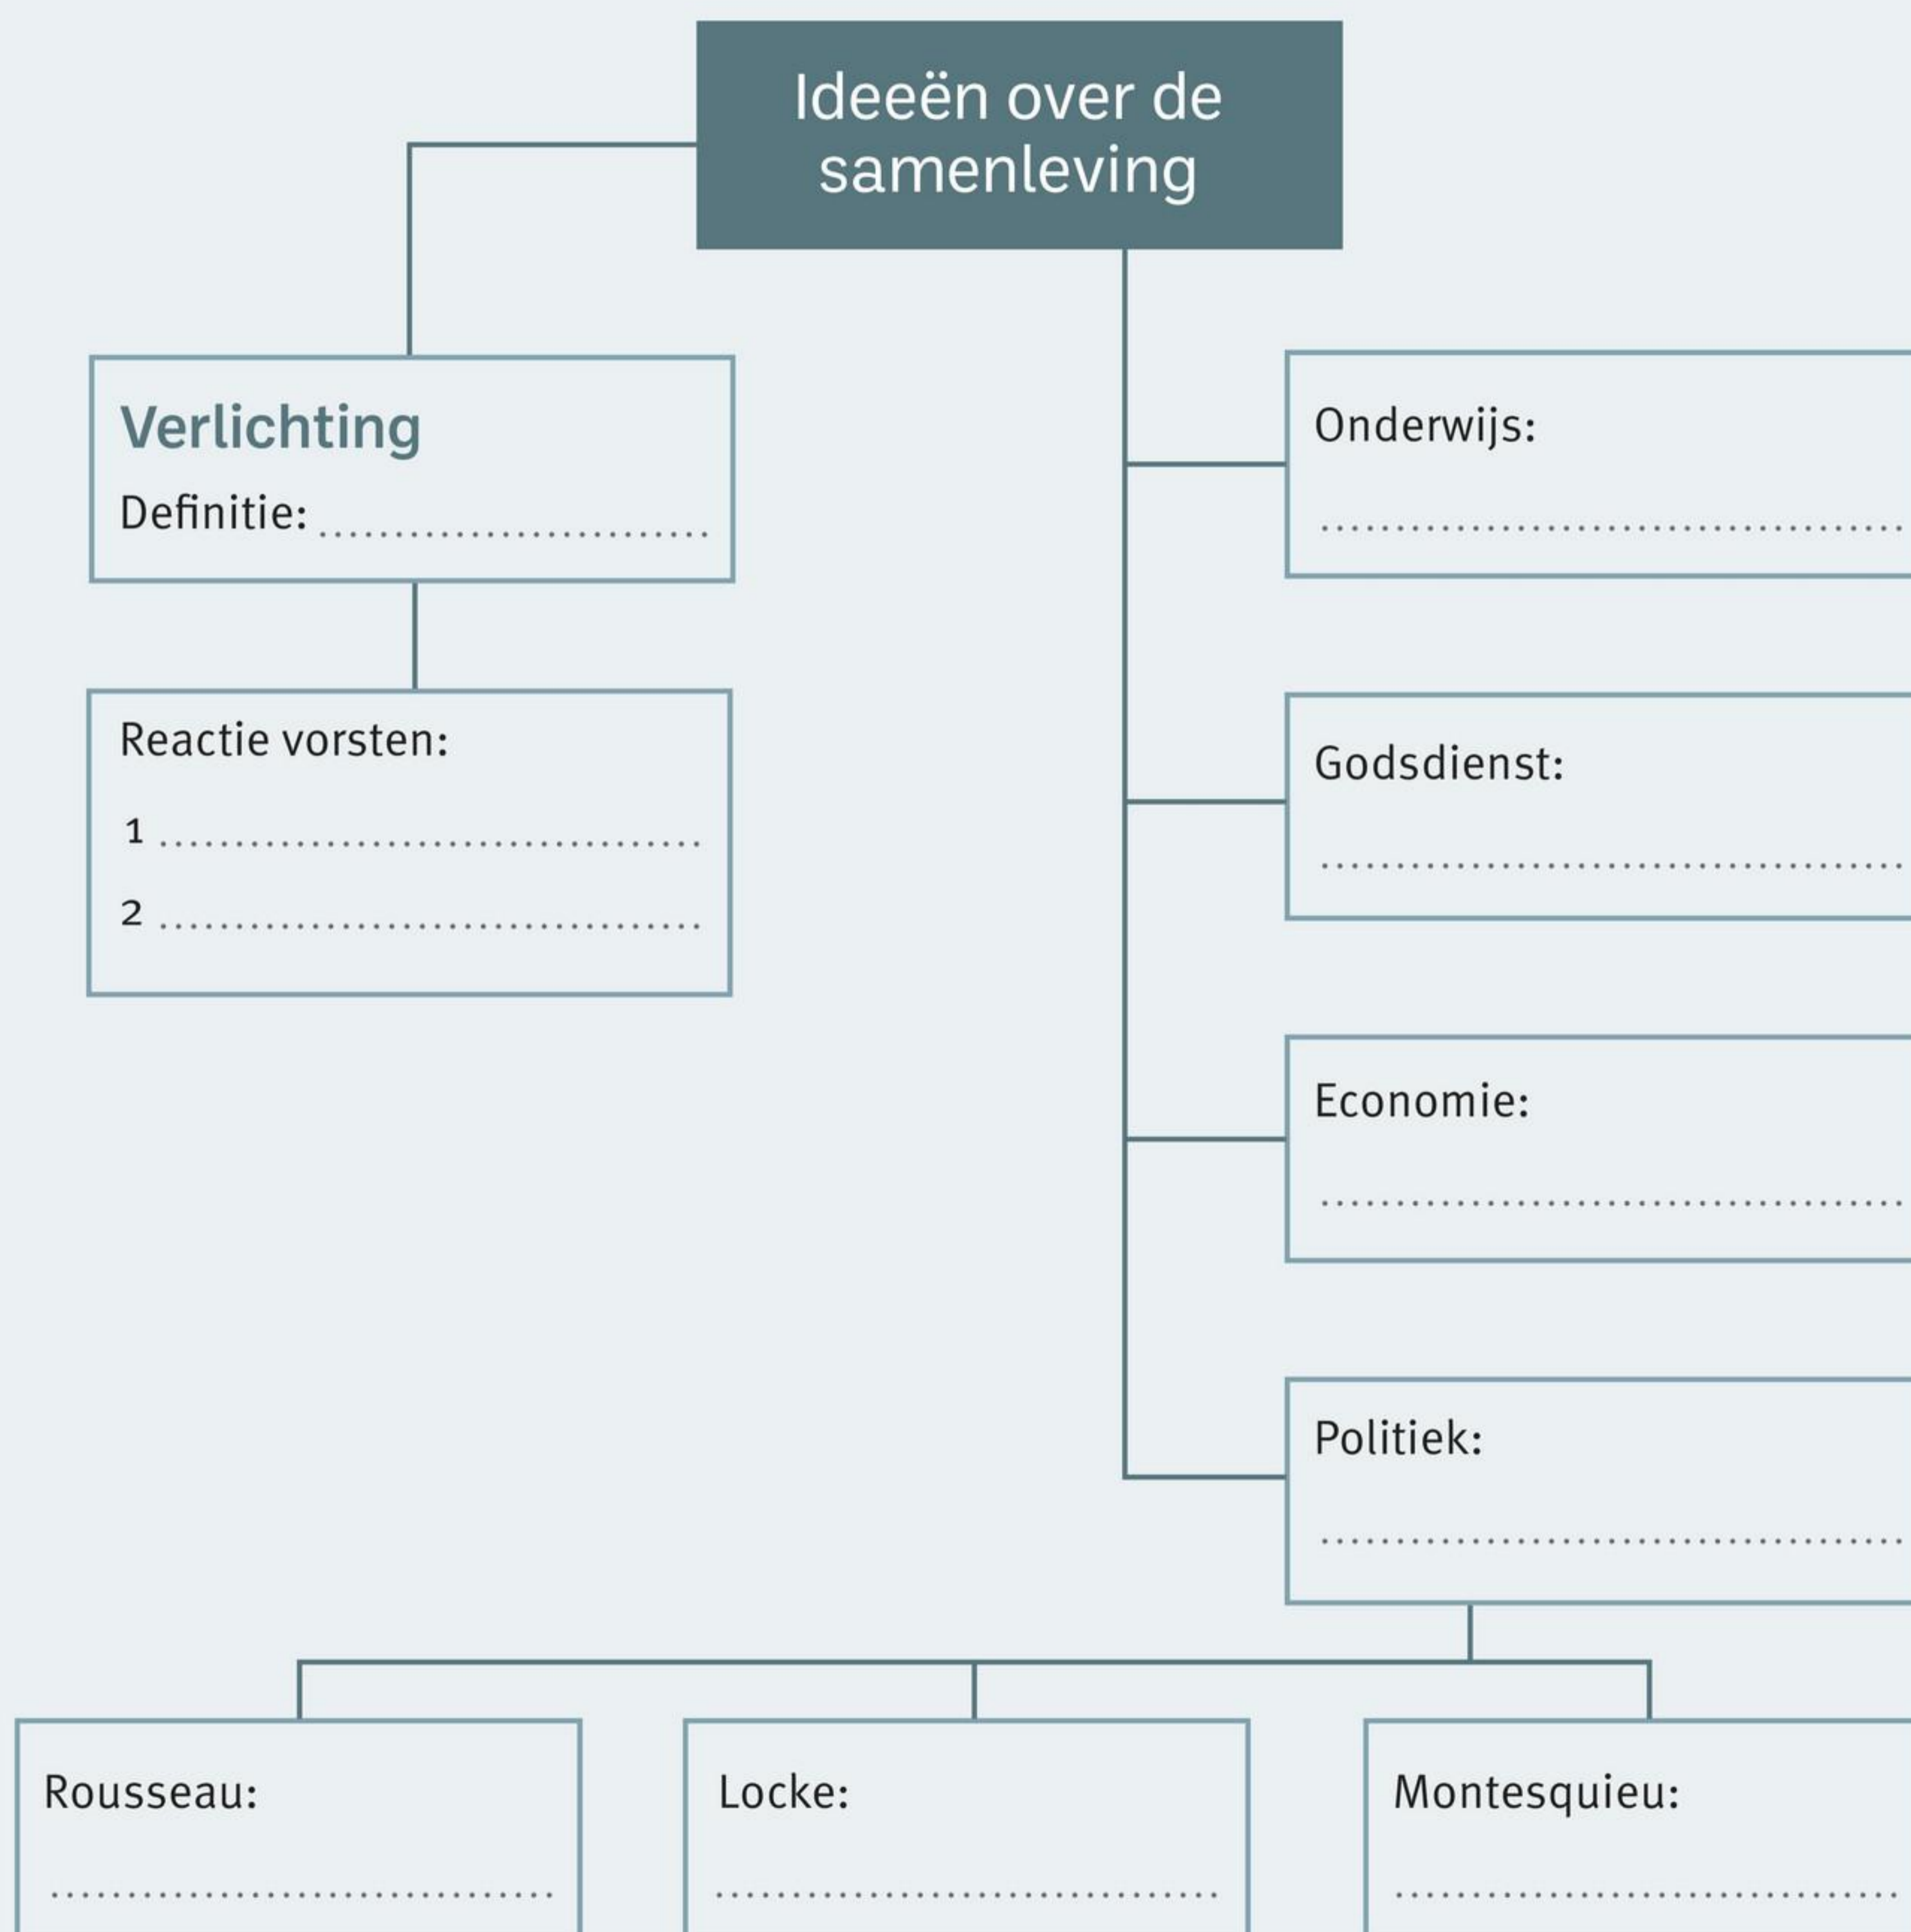 Ideeën over de
samenleving
Verlichting
Definitie: ..........................
Reactie vorsten:
1 ....................................
2 ....................................
Onderwijs:
.......................................
Godsdienst:
.......................................
Economie:
.......................................
Politiek:
.......................................
Rousseau:
..................................
Locke:
..................................
Montesquieu:
..................................